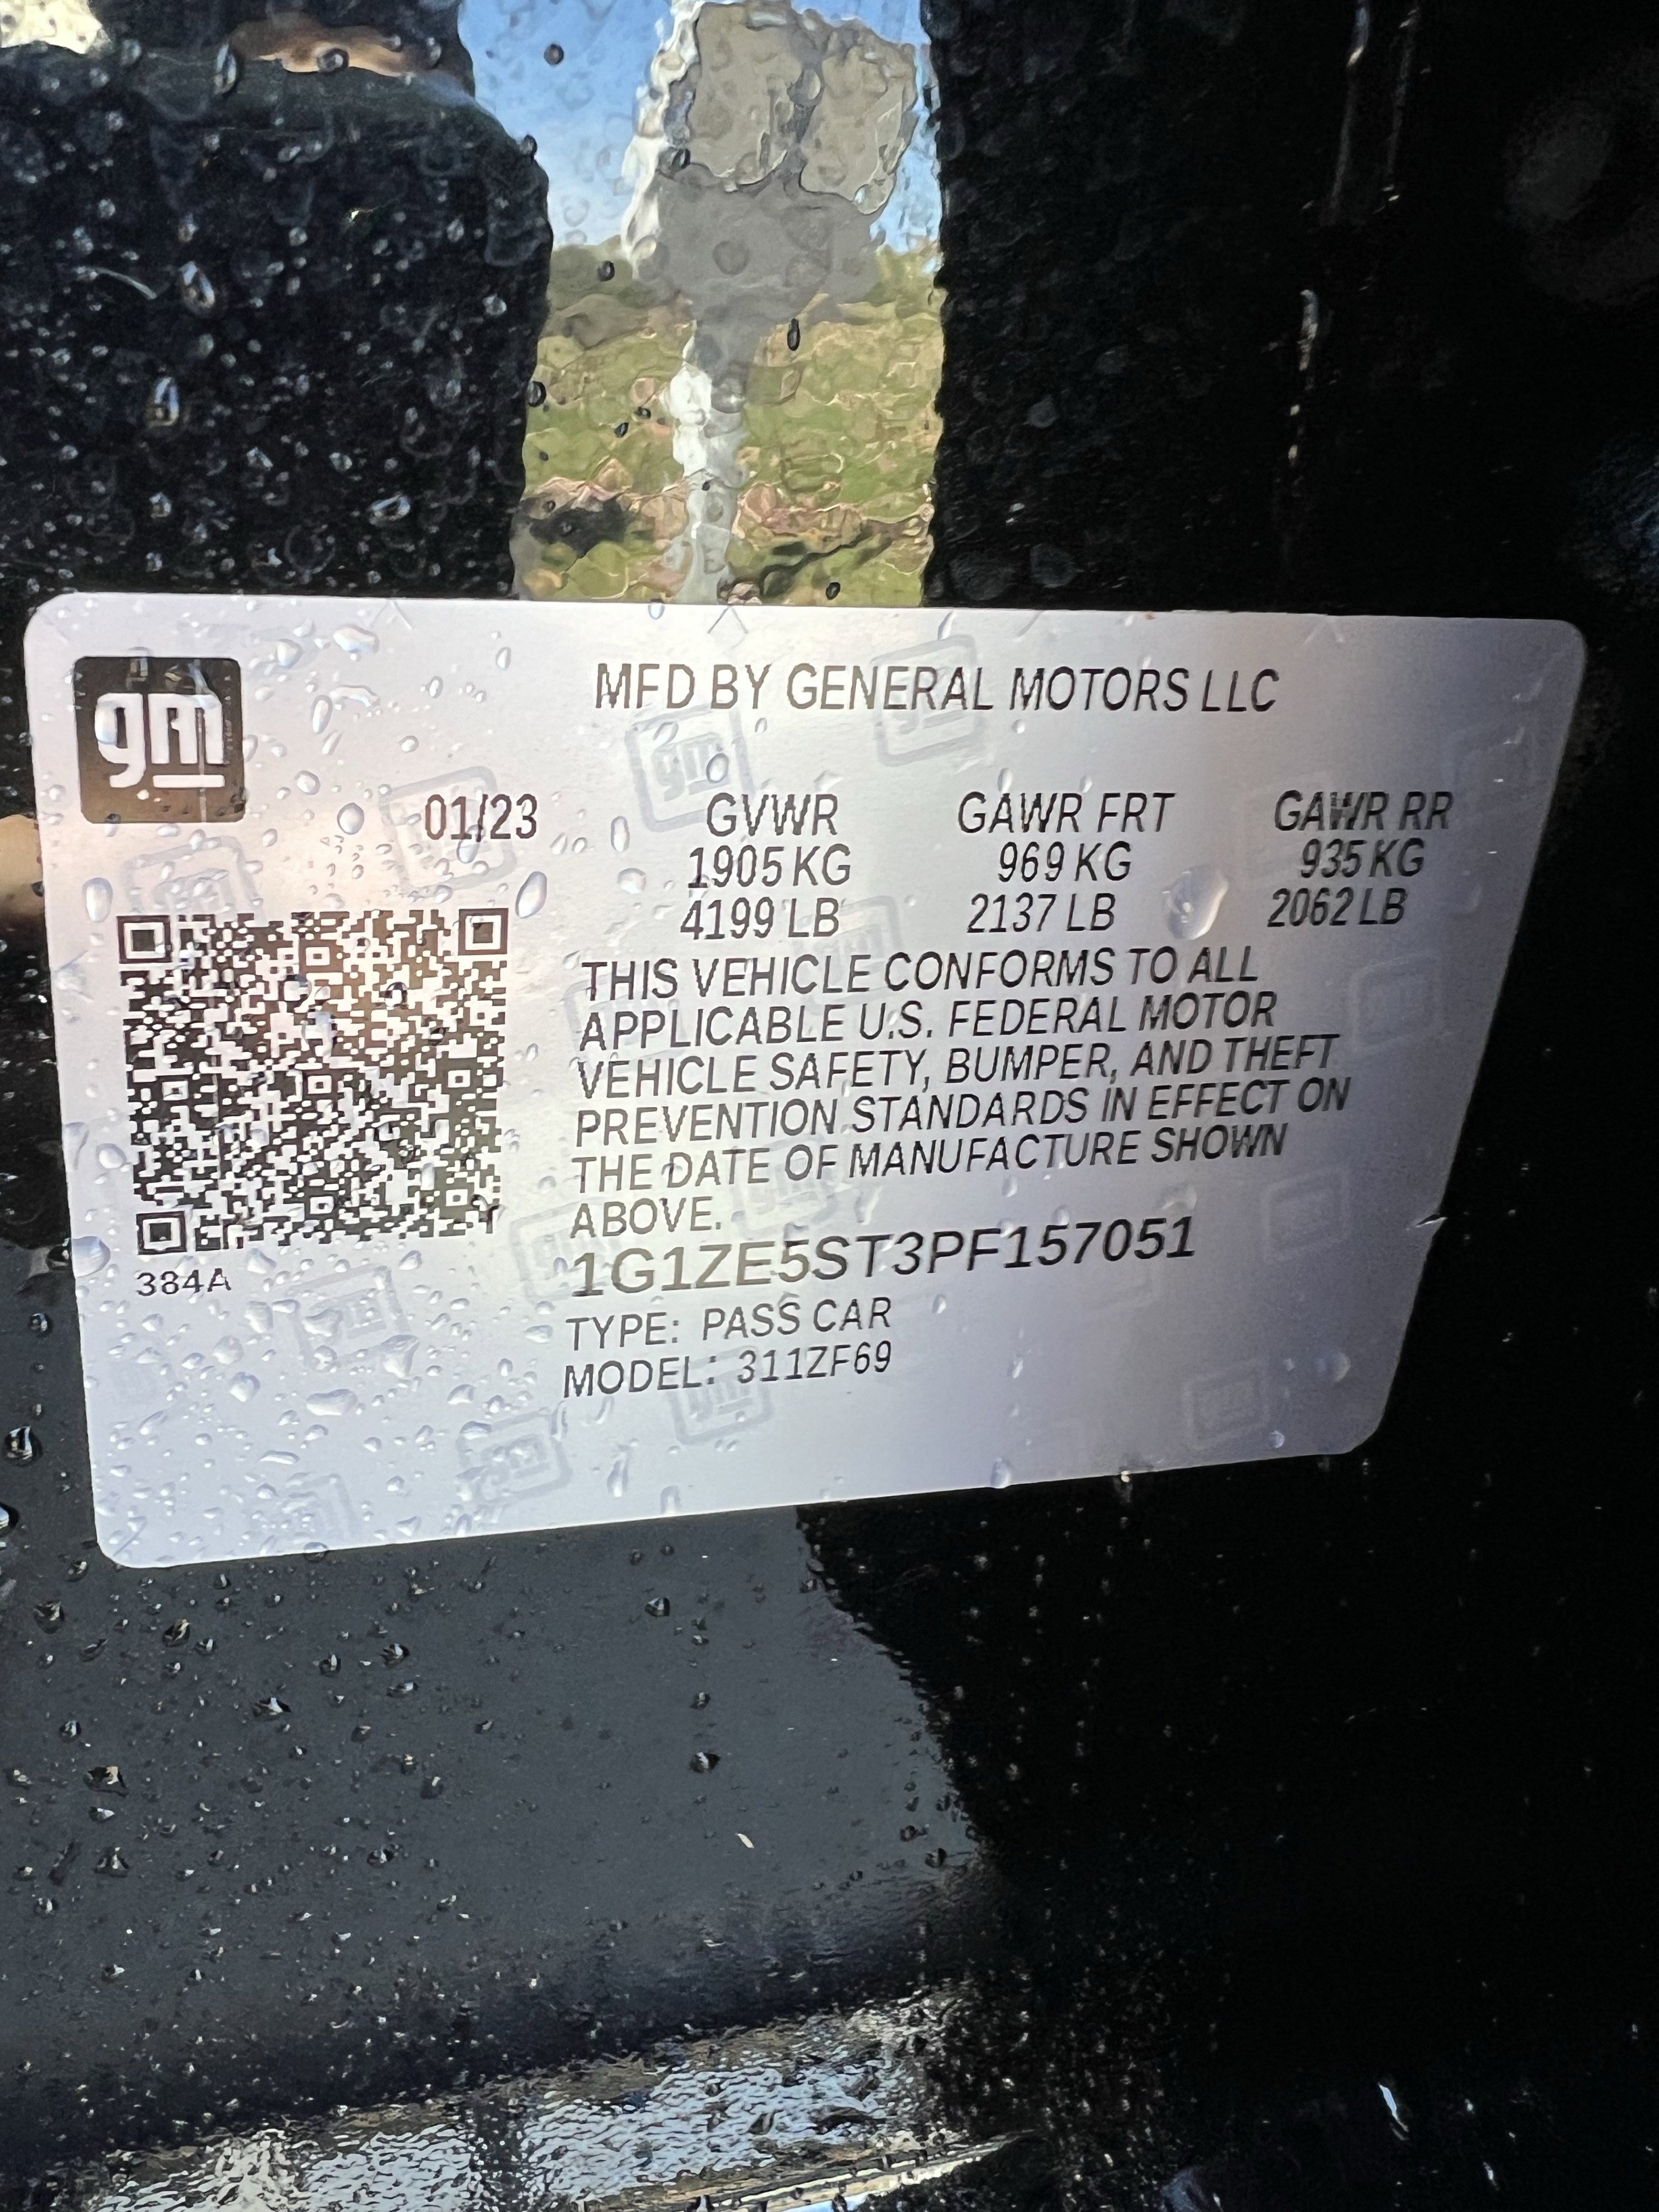 gm
MFD BY GENERAL MOTORS LLC
01/23
GVWR GAWR FRT GAWR RR
1905 KG 969 KG 935 KG
4199 LB 2137 LB 2062 LB
THIS VEHICLE CONFORMS TO ALL
APPLICABLE U.S. FEDERAL MOTOR
VEHICLE SAFETY, BUMPER, AND THEFT
PREVENTION STANDARDS IN EFFECT ON
THE DATE OF MANUFACTURE SHOWN
ABOVE.
1G1ZE5ST3PF157051
TYPE: PASS CAR
MODEL: 311ZF69
384A